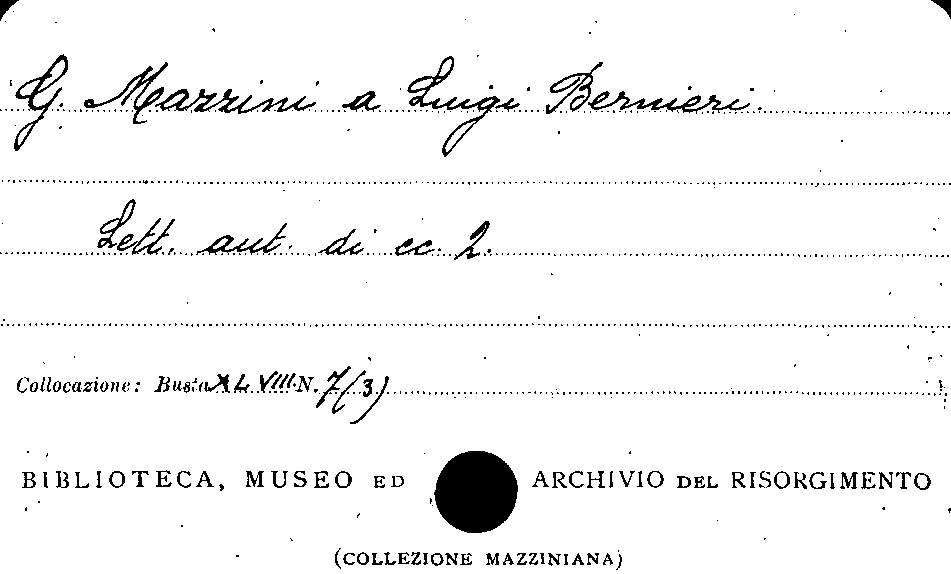 G. Mazzini a Luigi Bernieri.
Lett. aut. di cc. 2.
Collocazione: Busta XLVIII N. 7(3)
BIBLIOTECA, MUSEO ED ARCHIVIO DEL RISORGIMENTO
(COLLEZIONE MAZZINIANA)